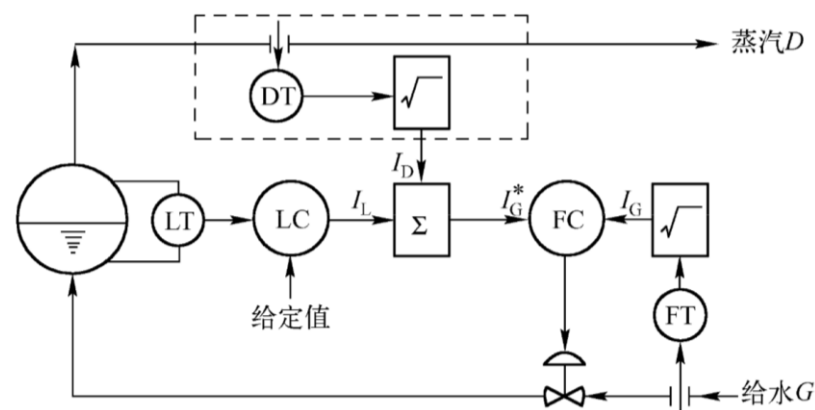 蒸汽D
DT
√
I_D
LT
LC
I_L
Σ
I_G^*
FC
I_G
√
给定值
FT
给水G